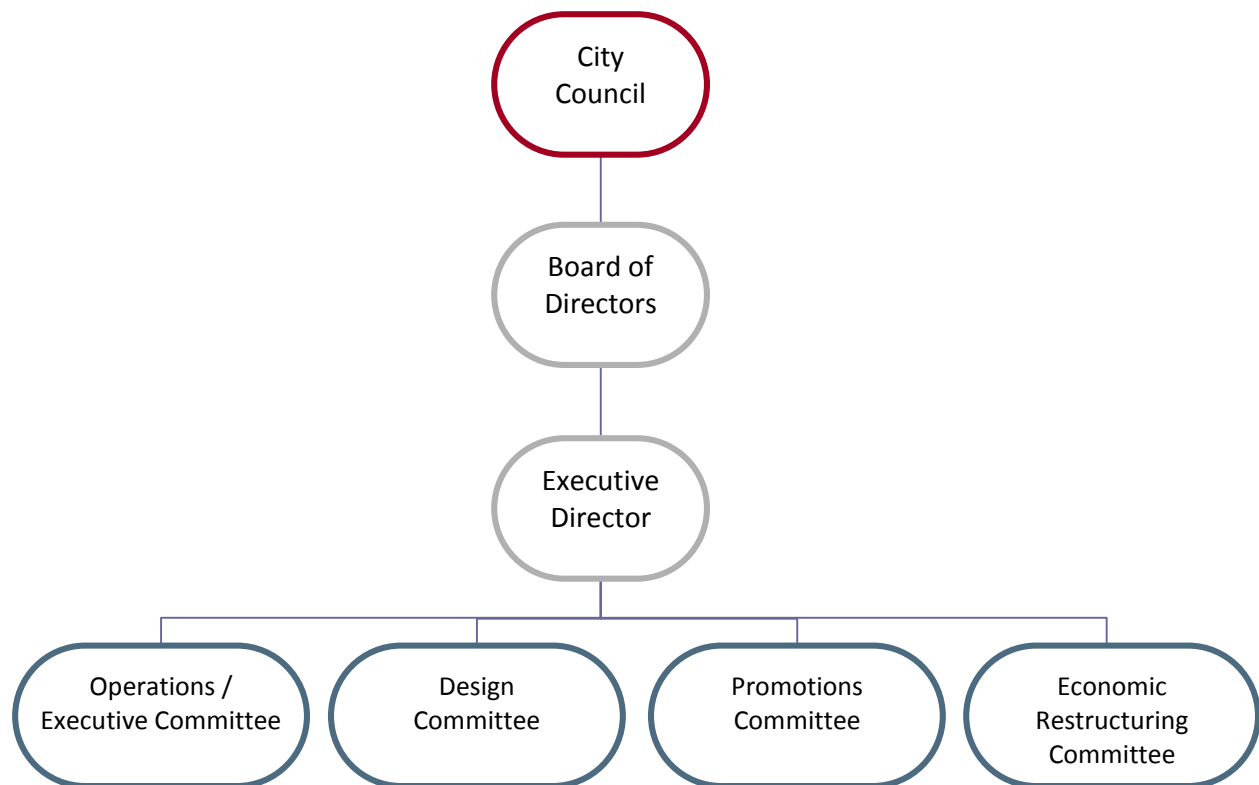 City
Council
Board of
Directors
Executive
Director
Operations /
Executive Committee
Design
Committee
Promotions
Committee
Economic
Restructuring
Committee